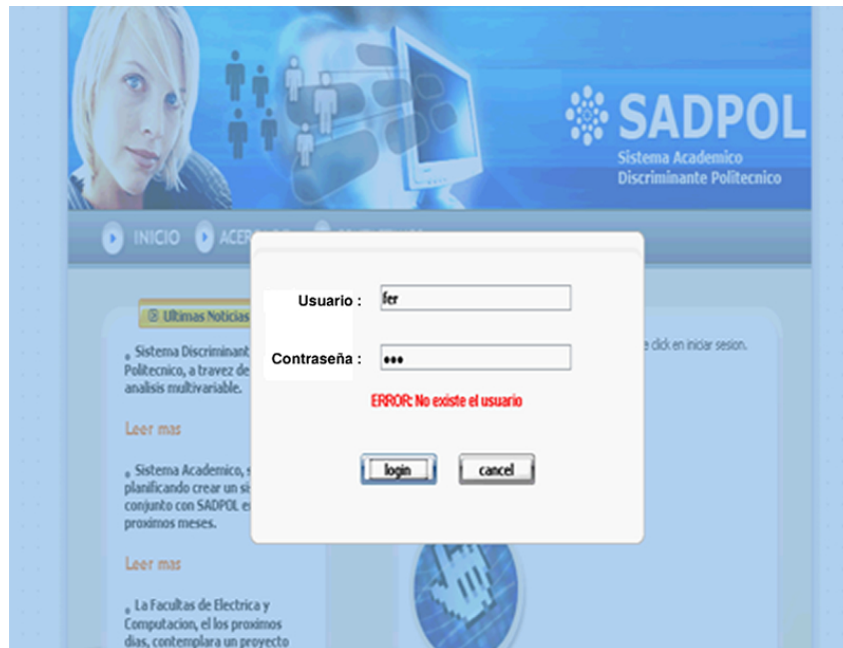 SADPOL
Sistema Academico
Discriminante Politecnico
INICIO
Usuario :
fer
Contraseña :
•••
ERROR: No existe el usuario
login
cancel
Ultimas Noticias
Sistema Discriminant
Politecnico, a travez de
analisis multivariable.
Leer mas
Sistema Academico, s
planificando crear un
conjunto con SADPOL
proximos meses.
Leer mas
La Facultas de Electrica y
Computacion, el los proximos
dias, contemplara un proyecto
click en iniciar sesion.